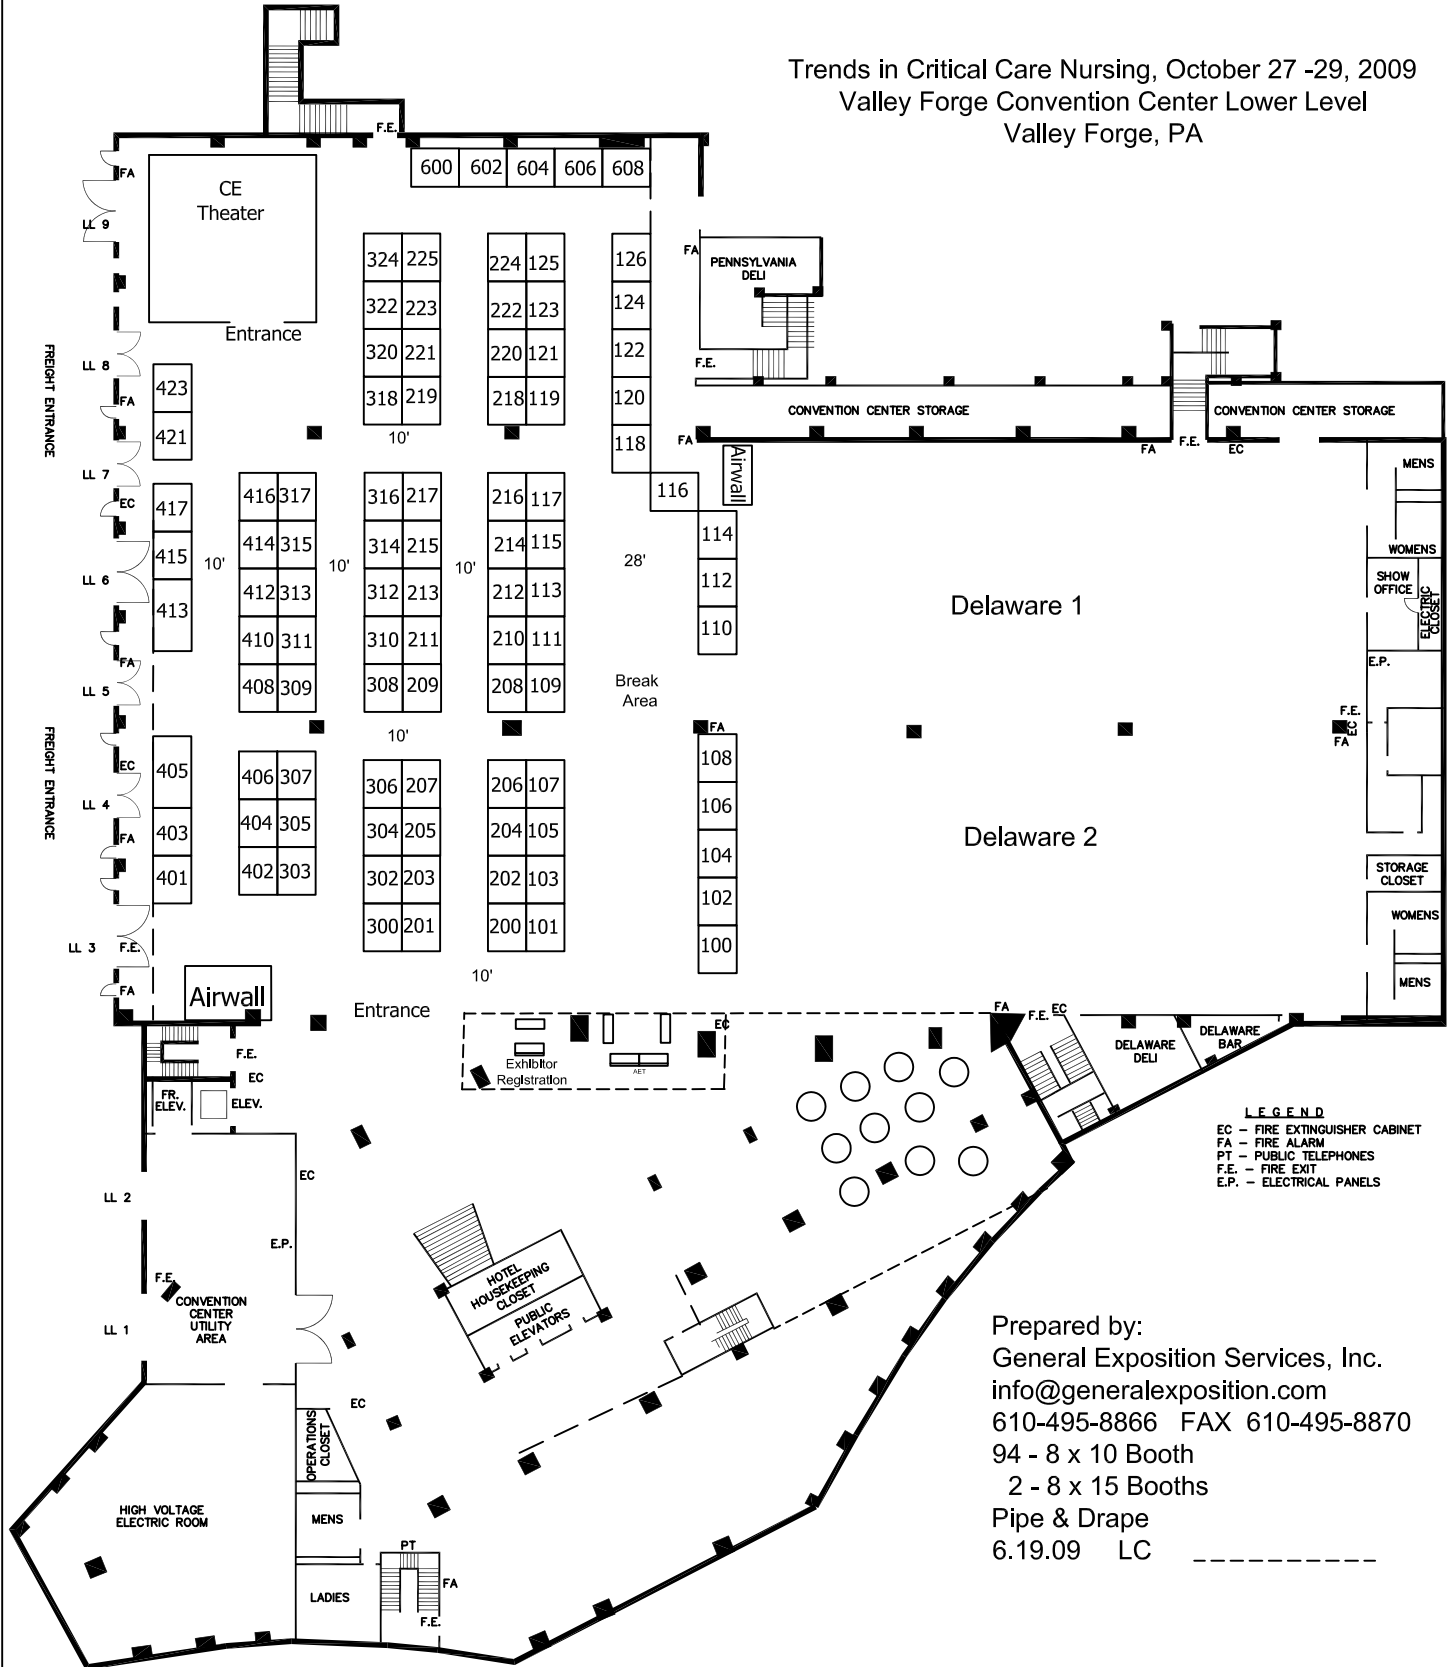 Trends in Critical Care Nursing, October 27 -29, 2009
Valley Forge Convention Center Lower Level
Valley Forge, PA
F.E.
600 602 604 606 608
FA
CE
Theater
LL 9
324 225 224 125 126
FA
PENNSYLVANIA
DELI
322 223 222 123 124
Entrance
320 221 220 121 122
FREIGHT ENTRANCE
LL 8
F.E.
423
318 219 218 119 120
FA
CONVENTION CENTER STORAGE
CONVENTION CENTER STORAGE
421
10'
118
FA
FA
F.E.
EC
Airwall
MENS
LL 7
416 317 316 217 216 117 116
EC
417
414 315 314 215 214 115 114
415
10'
10'
10'
28'
WOMENS
LL 6
412 313 312 213 212 113 112
SHOW
OFFICE
ELECTRIC
CLOSET
413
Delaware 1
410 311 310 211 210 111 110
FA
E.P.
LL 5
408 309 308 209 208 109
Break
Area
F.E.
EC
FA
FA
10'
FREIGHT ENTRANCE
EC
405
406 307 306 207 206 107 108
LL 4
106
FA
403
404 305 304 205 204 105
Delaware 2
104
401
402 303 302 203 202 103
STORAGE
CLOSET
102
300 201 200 101
WOMENS
LL 3
F.E.
100
10'
MENS
FA
Airwall
Entrance
FA
F.E.
EC
EC
F.E.
Exhibitor
Registration
AET
DELAWARE
DELI
DELAWARE
BAR
EC
FR.
ELEV.
ELEV.
LEGEND
EC – FIRE EXTINGUISHER CABINET
FA – FIRE ALARM
PT – PUBLIC TELEPHONES
F.E. – FIRE EXIT
E.P. – ELECTRICAL PANELS
EC
LL 2
E.P.
F.E.
HOTEL
HOUSEKEEPING
CLOSET
PUBLIC
ELEVATORS
CONVENTION
CENTER
UTILITY
AREA
LL 1
Prepared by:
General Exposition Services, Inc.
info@generalexposition.com
610-495-8866 FAX 610-495-8870
94 - 8 x 10 Booth
2 - 8 x 15 Booths
Pipe & Drape
6.19.09 LC
EC
OPERATIONS
CLOSET
HIGH VOLTAGE
ELECTRIC ROOM
MENS
PT
FA
LADIES
F.E.